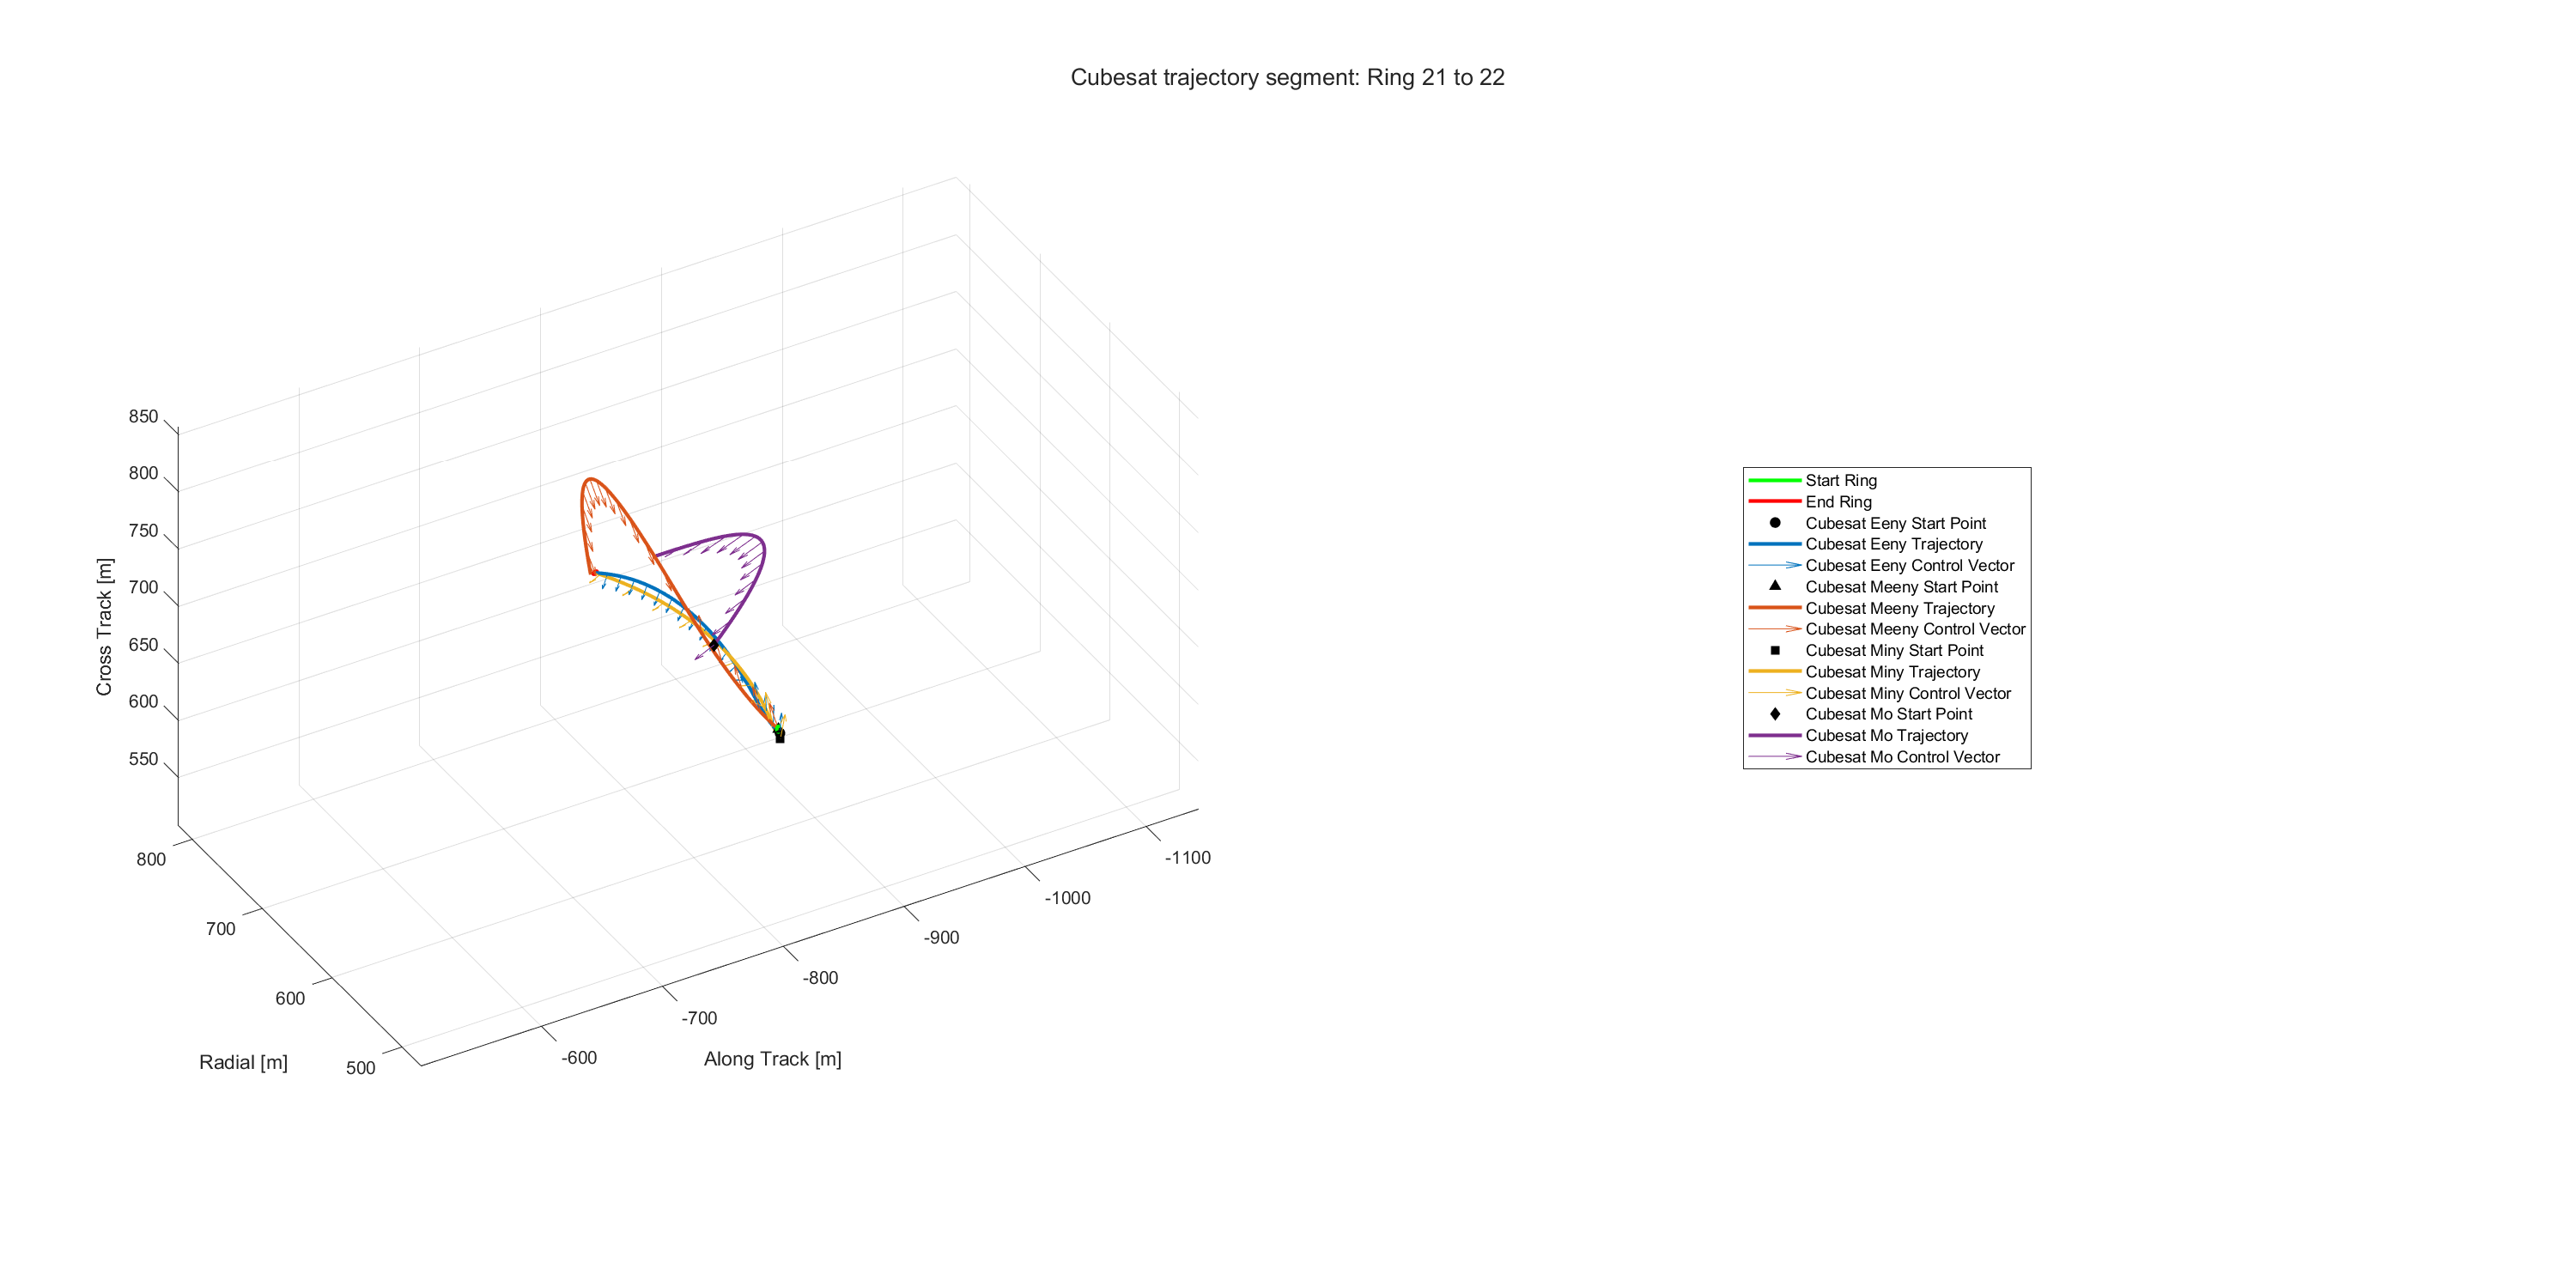 Cubesat trajectory segment: Ring 21 to 22
850
800
750
700
650
600
550
Cross Track [m]
800
700
600
500
Radial [m]
-600
-700
-800
-900
-1000
-1100
Along Track [m]
Start Ring
End Ring
Cubesat Eeny Start Point
Cubesat Eeny Trajectory
Cubesat Eeny Control Vector
Cubesat Meeny Start Point
Cubesat Meeny Trajectory
Cubesat Meeny Control Vector
Cubesat Miny Start Point
Cubesat Miny Trajectory
Cubesat Miny Control Vector
Cubesat Mo Start Point
Cubesat Mo Trajectory
Cubesat Mo Control Vector